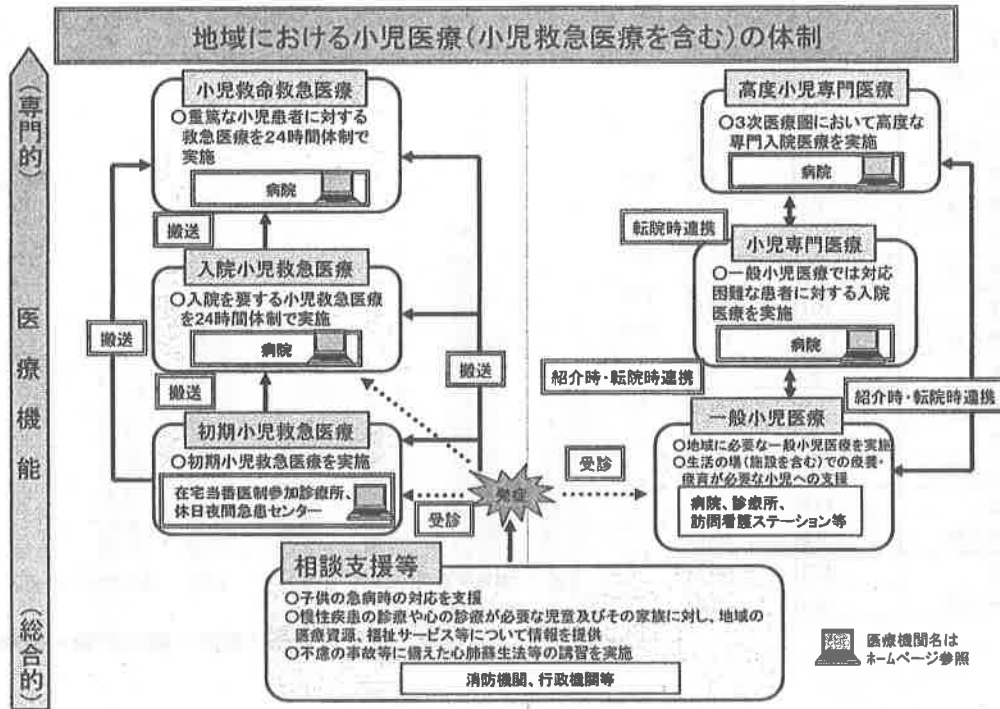 地域における小児医療（小児救急医療を含む）の体制
（専門的）
医療機能
（総合的）
小児救命救急医療
○重篤な小児患者に対する
救急医療を24時間体制で
実施
病院
搬送
入院小児救急医療
○入院を要する小児救急医療
を24時間体制で実施
病院
搬送
搬送
搬送
初期小児救急医療
○初期小児救急医療を実施
在宅当番医制参加診療所、
休日夜間急患センター
受診
発症
受診
高度小児専門医療
○3次医療圏において高度な
専門入院医療を実施
病院
転院時連携
小児専門医療
○一般小児医療では対応
困難な患者に対する入院
医療を実施
病院
紹介時・転院時連携
紹介時・転院時連携
一般小児医療
○地域に必要な一般小児医療を実施
○生活の場（施設を含む）での療養・
療育が必要な小児への支援
病院、診療所、
訪問看護ステーション等
相談支援等
○子供の急病時の対応を支援
○慢性疾患の診療や心の診療が必要な児童及びその家族に対し、地域の
医療資源、福祉サービス等について情報を提供
○不慮の事故等に備えた心肺蘇生法等の講習を実施
消防機関、行政機関等
医療機関名は
ホームページ参照